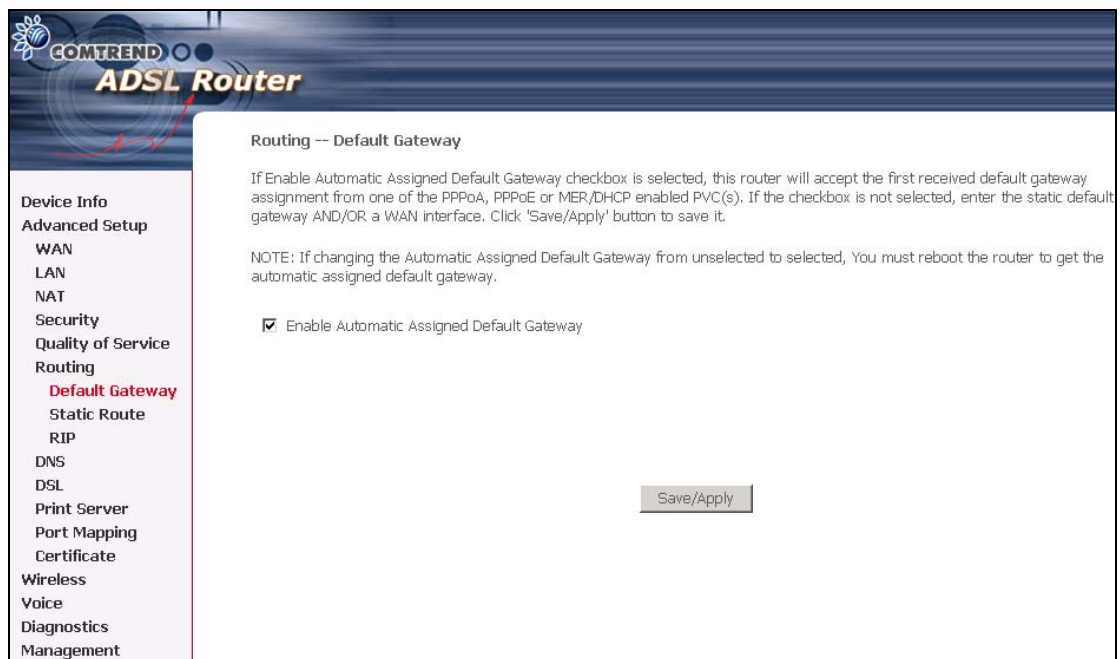 COMTREND
ADSL Router
Device Info
Advanced Setup
WAN
LAN
NAT
Security
Quality of Service
Routing
Default Gateway
Static Route
RIP
DNS
DSL
Print Server
Port Mapping
Certificate
Wireless
Voice
Diagnostics
Management
Routing -- Default Gateway
If Enable Automatic Assigned Default Gateway checkbox is selected, this router will accept the first received default gateway
assignment from one of the PPPoA, PPPoE or MER/DHCP enabled PVC(s). If the checkbox is not selected, enter the static default
gateway AND/OR a WAN interface. Click 'Save/Apply' button to save it.
NOTE: If changing the Automatic Assigned Default Gateway from unselected to selected, You must reboot the router to get the
automatic assigned default gateway.
Enable Automatic Assigned Default Gateway
Save/Apply